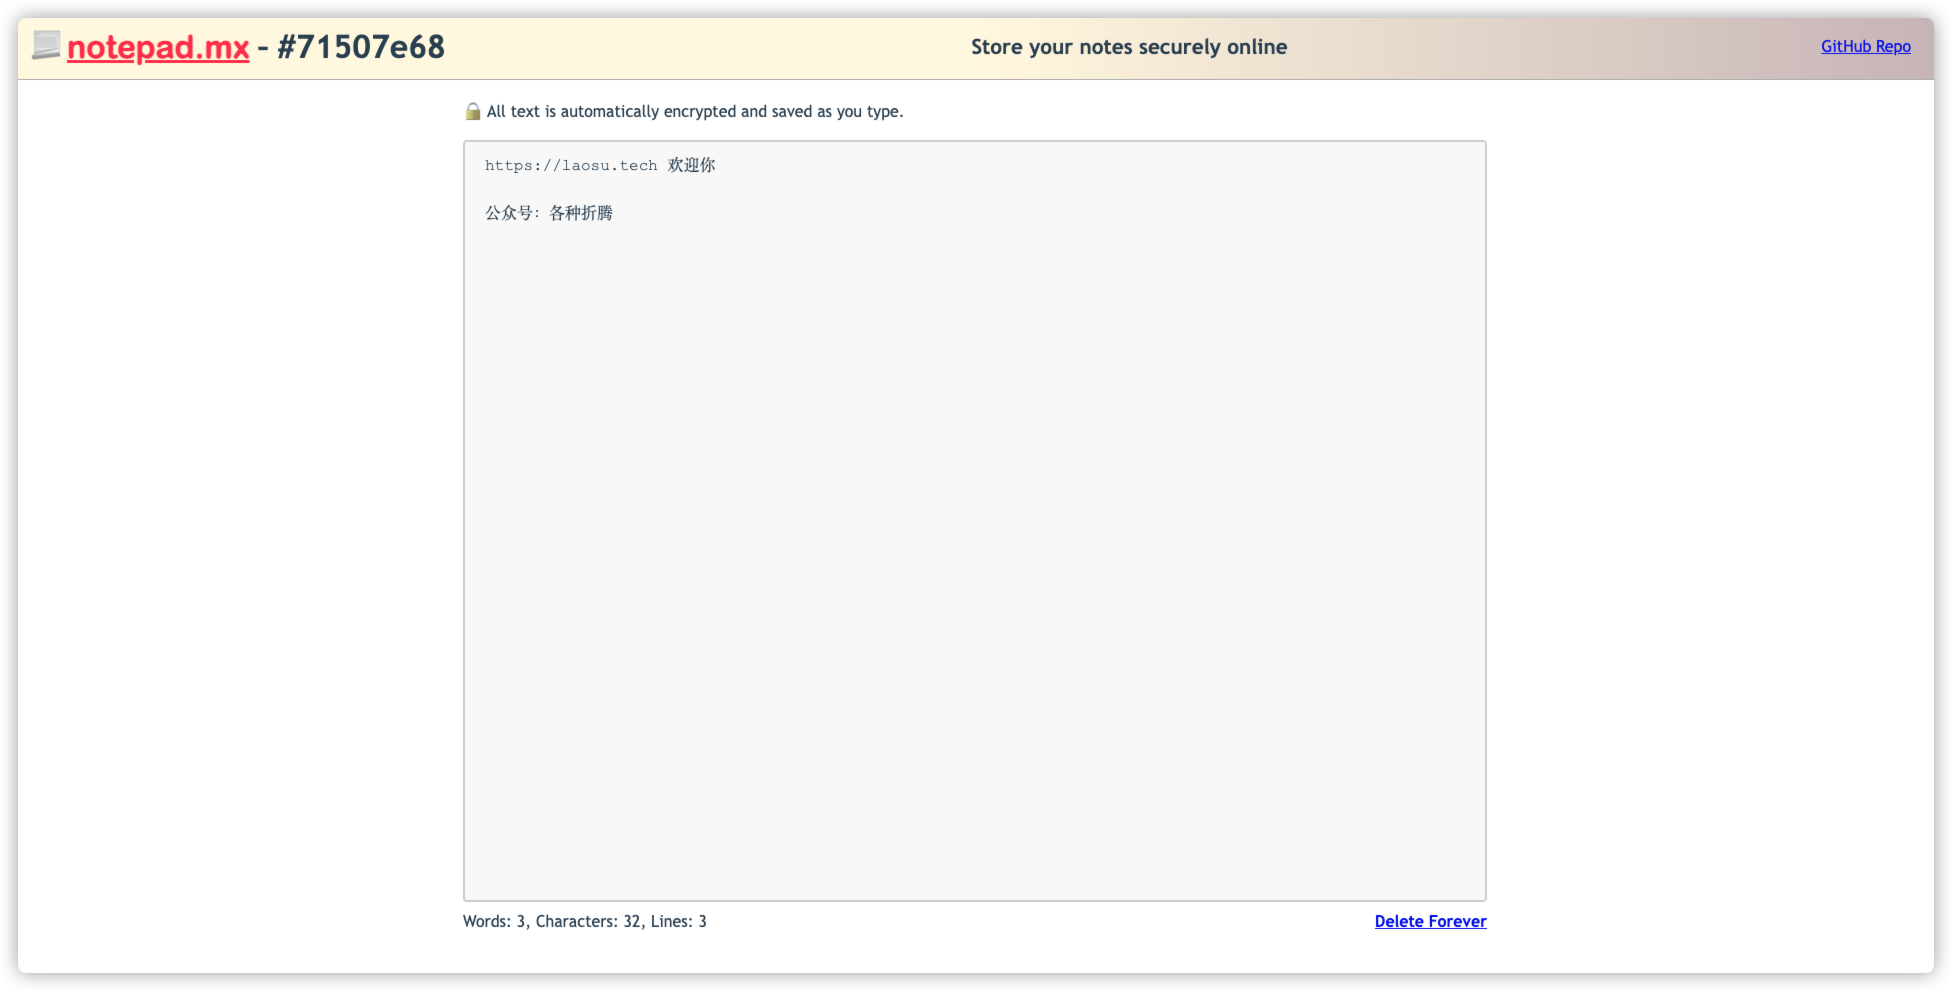 notepad.mx - #71507e68
Store your notes securely online
GitHub Repo
All text is automatically encrypted and saved as you type.
https://laosu.tech 欢迎你
公众号：各种折腾
Words: 3, Characters: 32, Lines: 3
Delete Forever